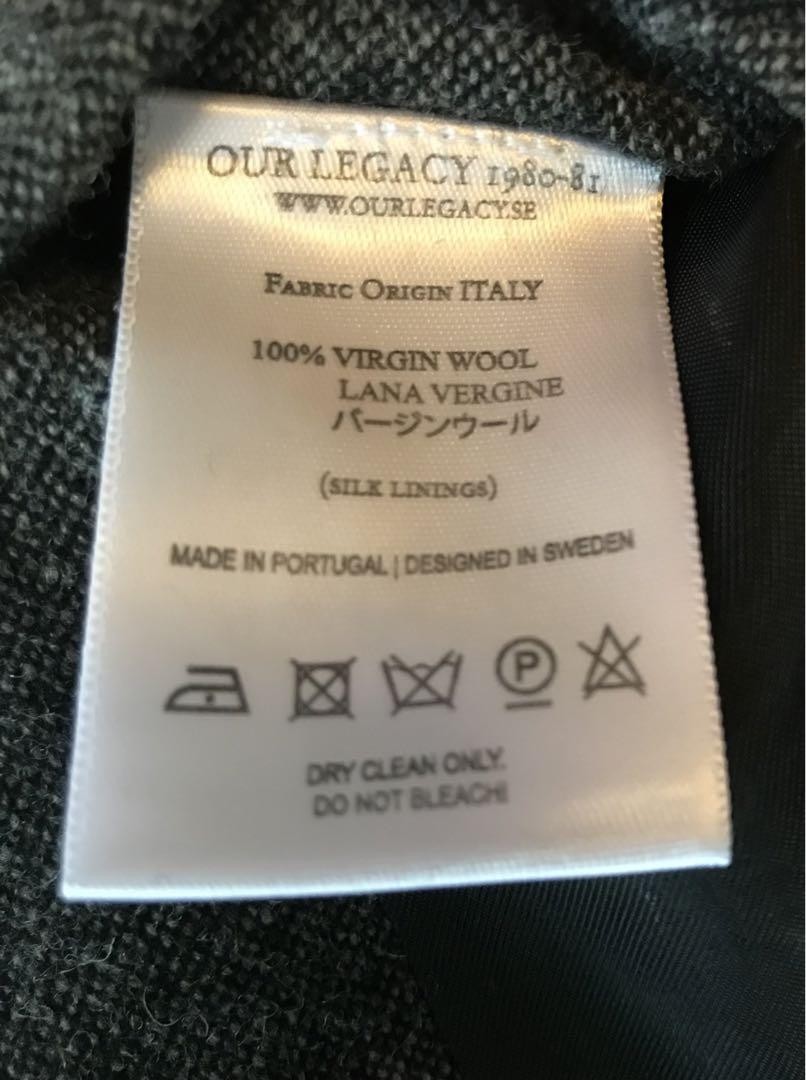 OUR LEGACY 1980-81
WWW.OURLEGACY.SE
FABRIC ORIGIN ITALY
100% VIRGIN WOOL
LANA VERGINE
バージンウール
(SILK LININGS)
MADE IN PORTUGAL | DESIGNED IN SWEDEN
P
DRY CLEAN ONLY.
DO NOT BLEACH!